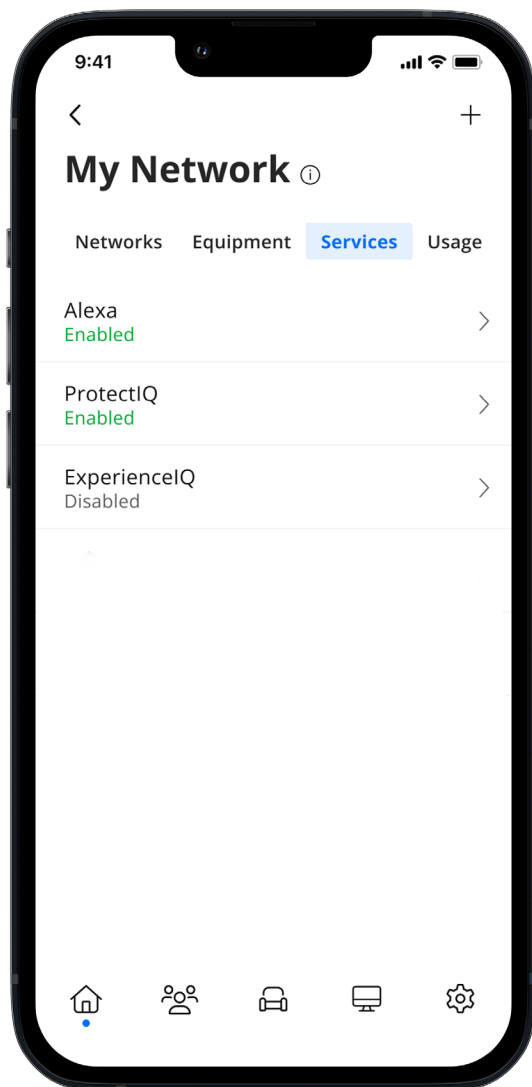 9:41
My Network
Networks Equipment Services Usage
Alexa
Enabled
ProtectIQ
Enabled
ExperienceIQ
Disabled